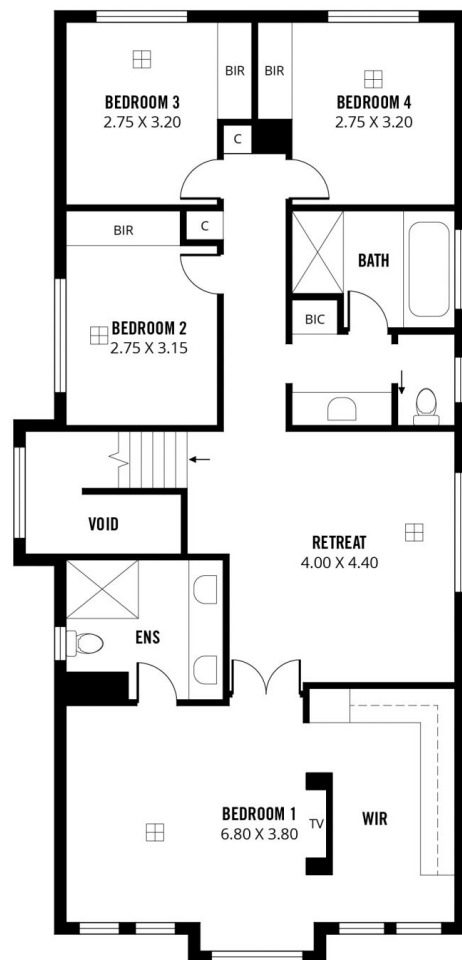 BIR
BIR
BEDROOM 3
2.75 X 3.20
BEDROOM 4
2.75 X 3.20
C
C
BIR
BATH
BEDROOM 2
2.75 X 3.15
BIC
VOID
RETREAT
4.00 X 4.40
ENS
BEDROOM 1
6.80 X 3.80
TV
WIR